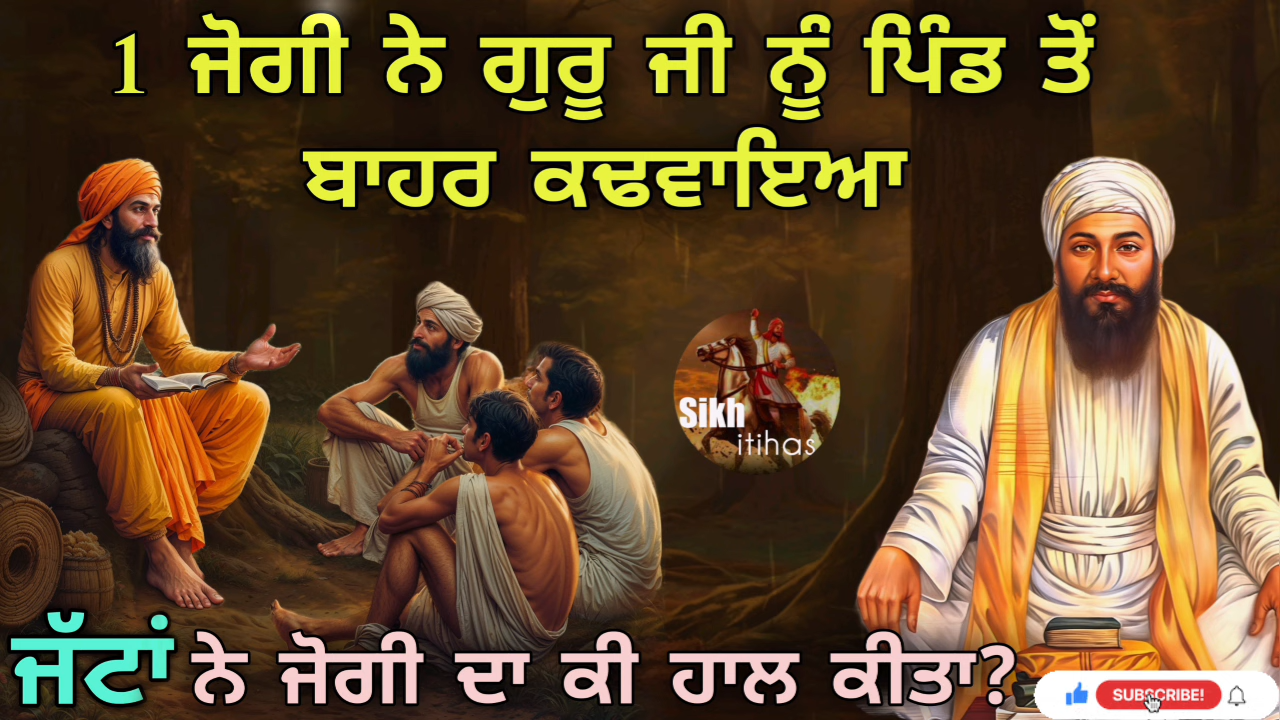 1 ਜੋਗੀ ਨੇ ਗੁਰੂ ਜੀ ਨੂੰ ਪਿੰਡ ਤੋਂ
ਬਾਹਰ ਕਢਵਾਇਆ
Sikh
itihas
ਜੱਟਾਂ ਨੇ ਜੋਗੀ ਦਾ ਕੀ ਹਾਲ ਕੀਤਾ?
SUBSCRIBE!